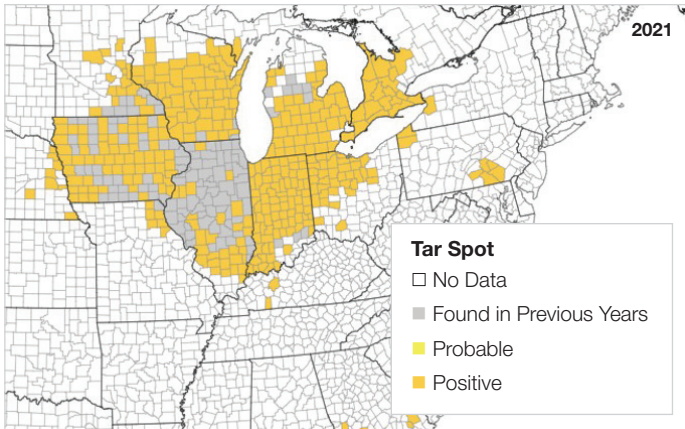 2021
Tar Spot
No Data
Found in Previous Years
Probable
Positive